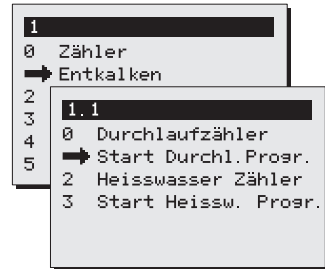 1
0 Zähler
Entkalken
2
3
4
5
1.1
0 Durchlaufzähler
Start Durchl.Progr.
2 Heisswasser Zähler
3 Start Heissw. Progr.